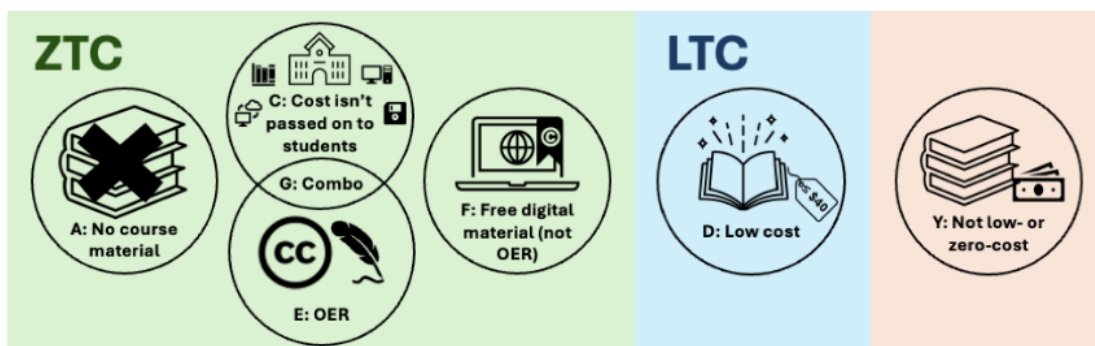 ZTC
A: No course
material
C: Cost isn't
passed on to
students
G: Combo
CC
E: OER
C
F: Free digital
material (not
OER)
LTC
≤ $40
D: Low cost
Y: Not low- or
zero-cost